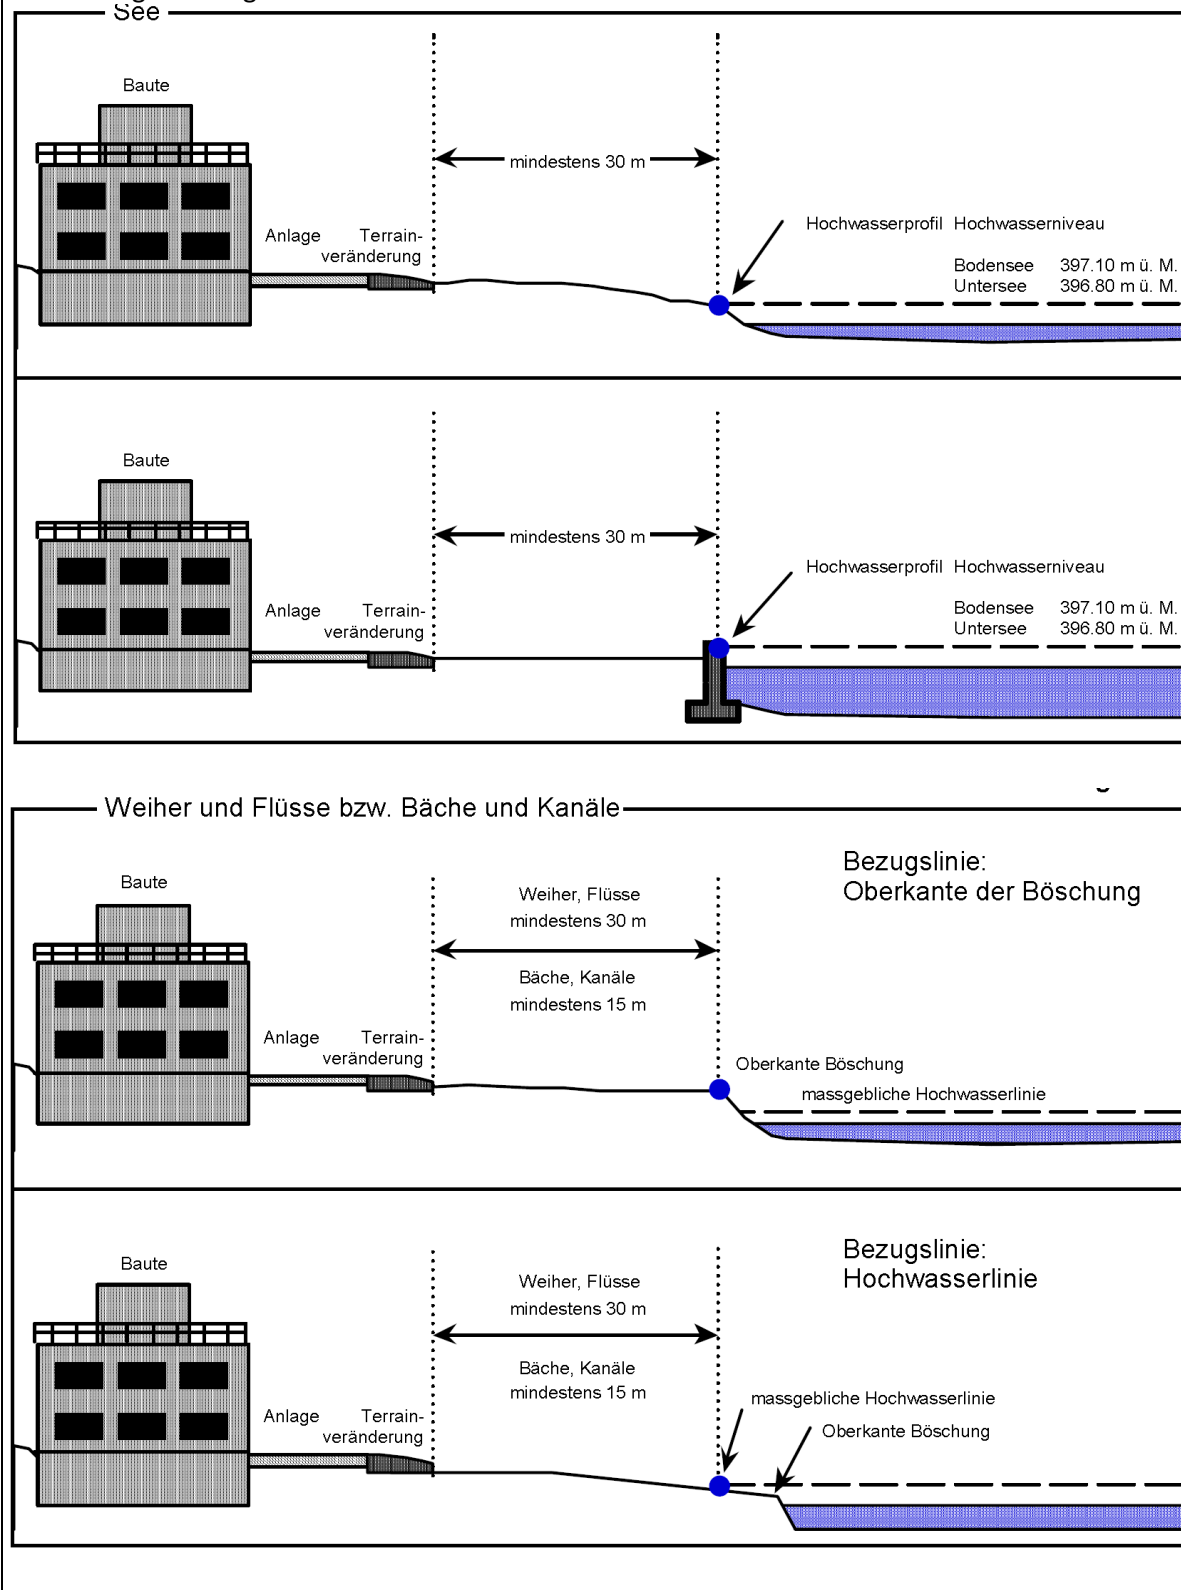 See
Baute
mindestens 30 m
Anlage Terrain-
veränderung
Hochwasserprofil Hochwasserniveau
Bodensee 397.10 m ü. M.
Untersee 396.80 m ü. M.
Baute
mindestens 30 m
Anlage Terrain-
veränderung
Hochwasserprofil Hochwasserniveau
Bodensee 397.10 m ü. M.
Untersee 396.80 m ü. M.
Weiher und Flüsse bzw. Bäche und Kanäle
Bezugslinie:
Oberkante der Böschung
Baute
Weiher, Flüsse
mindestens 30 m
Bäche, Kanäle
mindestens 15 m
Anlage Terrain-
veränderung
Oberkante Böschung
massgebliche Hochwasserlinie
Bezugslinie:
Hochwasserlinie
Baute
Weiher, Flüsse
mindestens 30 m
Bäche, Kanäle
mindestens 15 m
Anlage Terrain-
veränderung
massgebliche Hochwasserlinie
Oberkante Böschung